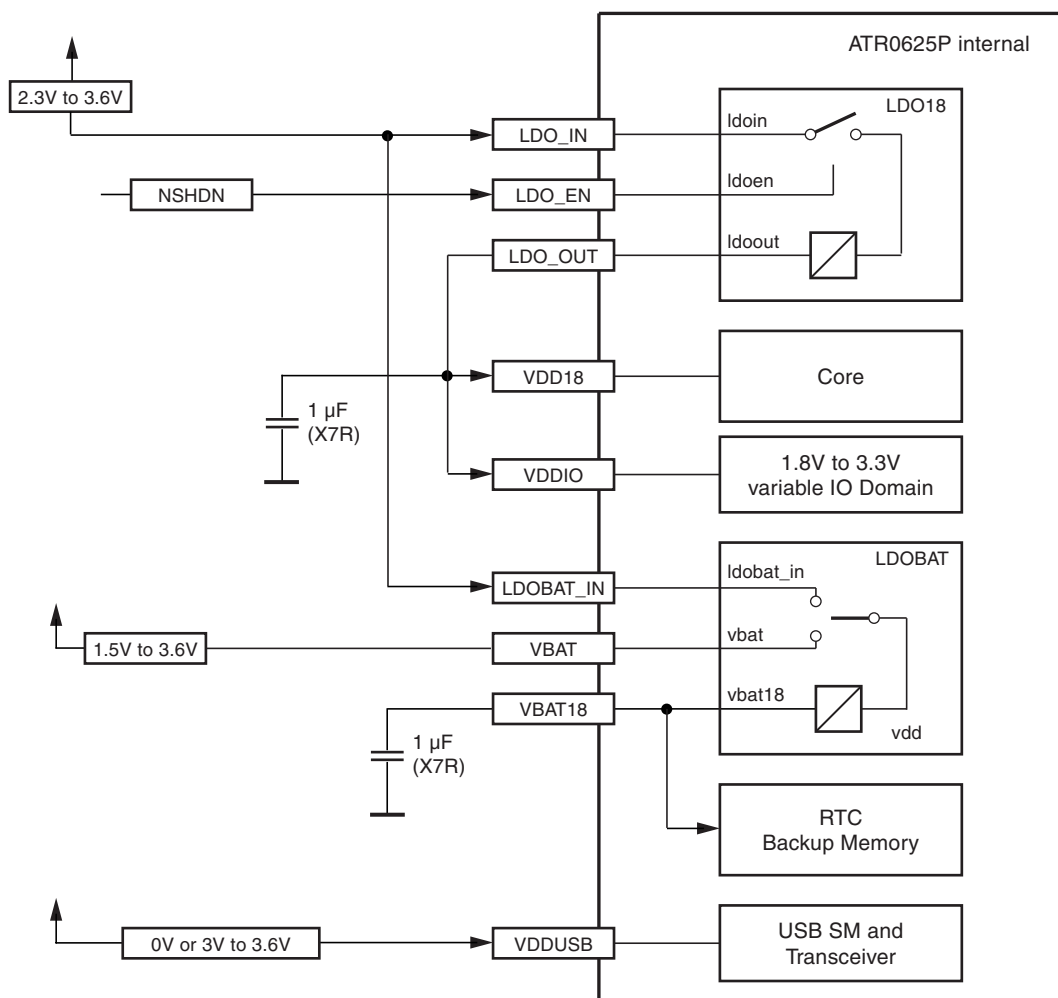 ATR0625P internal
2.3V to 3.6V
LDO18
LDO_IN
ldoin
NSHDN
LDO_EN
ldoen
LDO_OUT
ldoout
VDD18
Core
1 µF
(X7R)
VDDIO
1.8V to 3.3V
variable IO Domain
LDOBAT
LDOBAT_IN
ldobat_in
1.5V to 3.6V
VBAT
vbat
VBAT18
vbat18
vdd
1 µF
(X7R)
RTC
Backup Memory
0V or 3V to 3.6V
VDDUSB
USB SM and
Transceiver